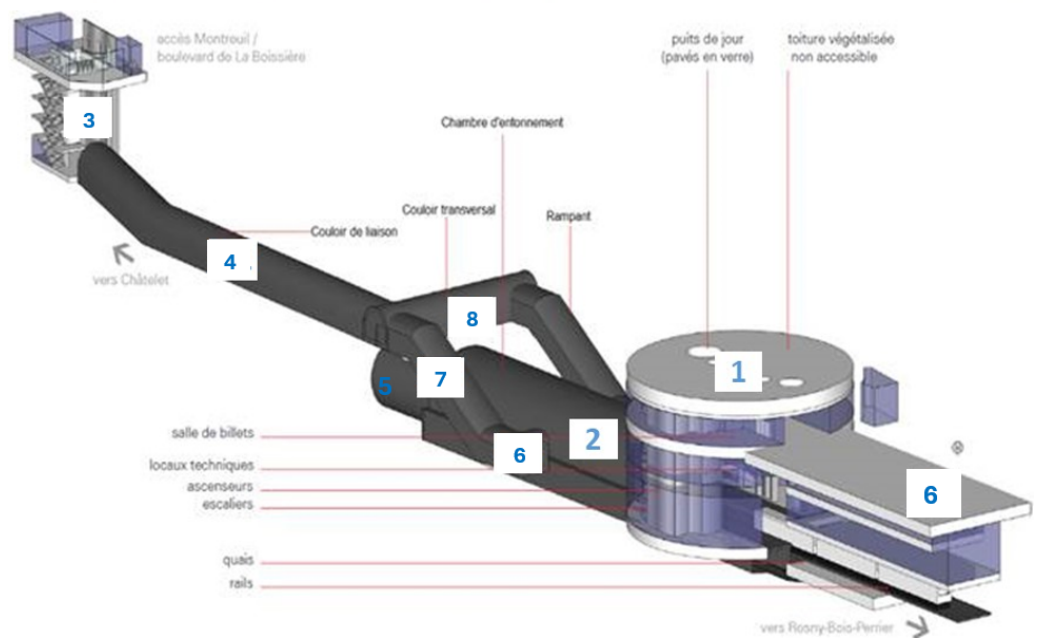 accès Montreuil /
boulevard de La Boissière
puits de jour
(pavés en verre)
toiture végétalisée
non accessible
3
Chambre d'entonnement
Couloir transversal
Rampant
Couloir de liaison
4
vers Châtelet
8
1
7
5
2
salle de billets
6
locaux techniques
ascenseurs
6
escaliers
quais
rails
vers Rosny-Bois-Perrier